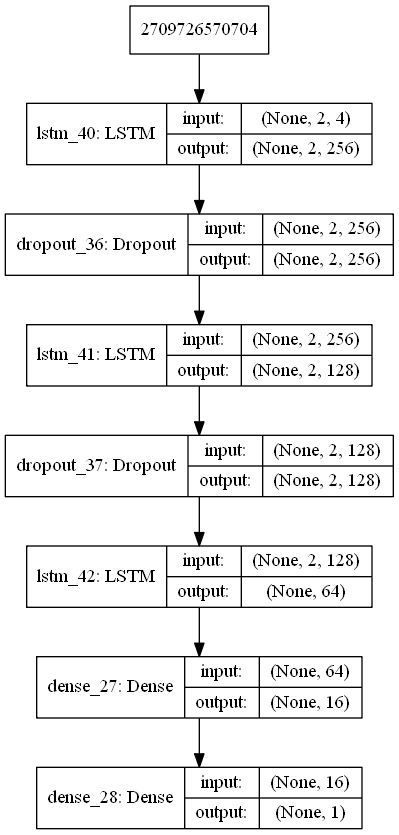 2709726570704
lstm_40: LSTM
input: (None, 2, 4)
output: (None, 2, 256)
dropout_36: Dropout
input: (None, 2, 256)
output: (None, 2, 256)
lstm_41: LSTM
input: (None, 2, 256)
output: (None, 2, 128)
dropout_37: Dropout
input: (None, 2, 128)
output: (None, 2, 128)
lstm_42: LSTM
input: (None, 2, 128)
output: (None, 64)
dense_27: Dense
input: (None, 64)
output: (None, 16)
dense_28: Dense
input: (None, 16)
output: (None, 1)